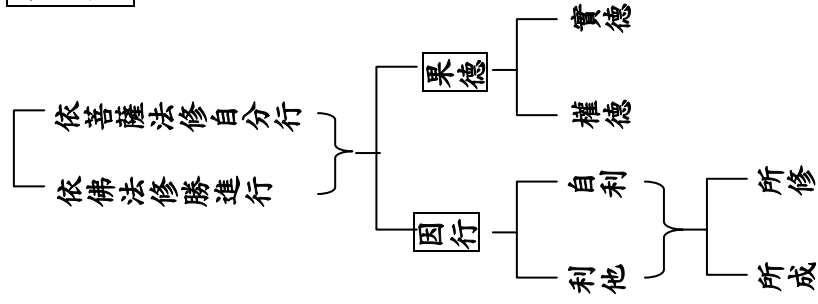 依菩薩法修自分行
依佛法修勝進行
果德
因行
實德
權德
自利
利他
所修
所成